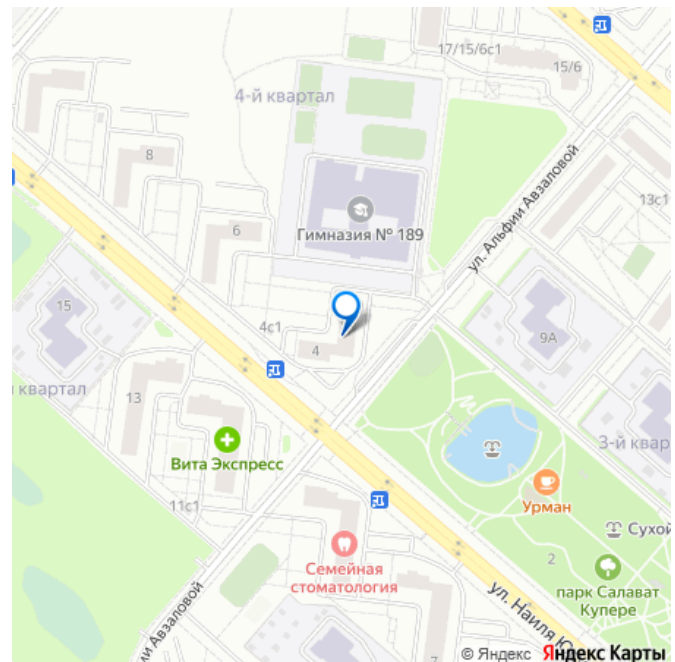 17/15/6с1
15/6
4-й квартал
8
ул. Альфии Авзаловой
13с1
6
Гимназия № 189
15
4с1
4
9А
й квартал
13
3-й квар
Вита Экспресс
Урман
11с1
Сухой
Семейная
стоматология
2
парк Салават
Купере
7
ул. Наиля Ю
Авзаловой
© Яндекс Яндекс Карты